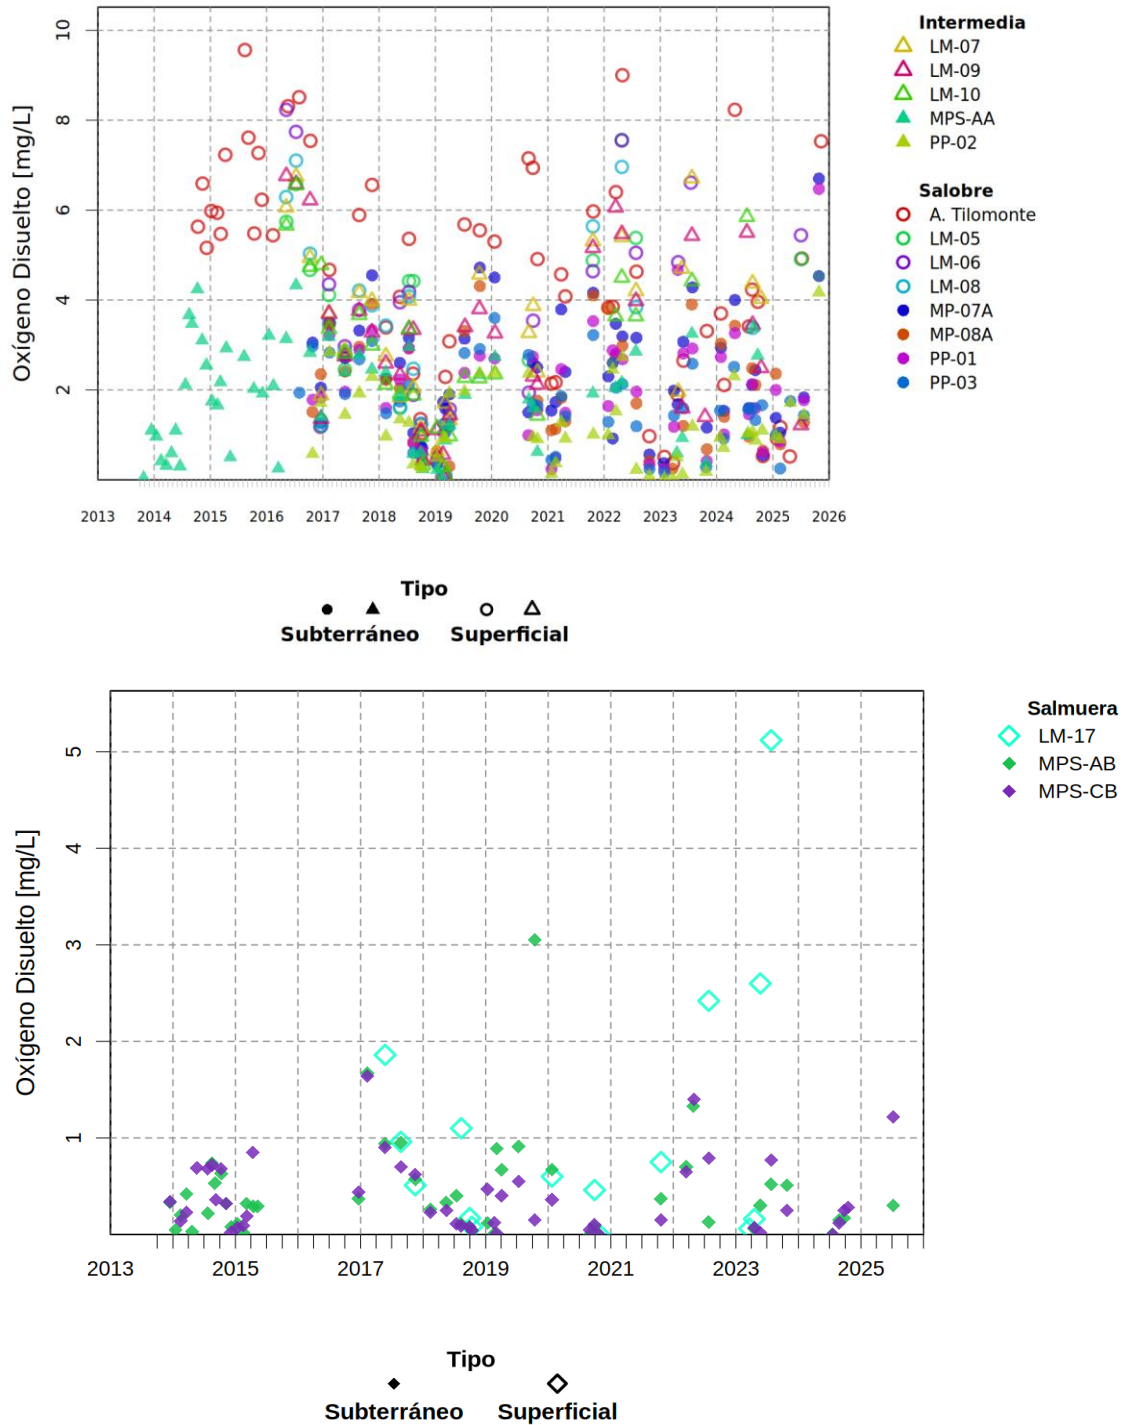 Oxígeno Disuelto [mg/L]
10
8
6
4
2
2013 2014 2015 2016 2017 2018 2019 2020 2021 2022 2023 2024 2025 2026
Intermedia
LM-07
LM-09
LM-10
MPS-AA
PP-02
Salobre
A. Tilomonte
LM-05
LM-06
LM-08
MP-07A
MP-08A
PP-01
PP-03
Tipo
Subterráneo Superficial
Oxígeno Disuelto [mg/L]
5
4
3
2
1
2013 2015 2017 2019 2021 2023 2025
Salmuera
LM-17
MPS-AB
MPS-CB
Tipo
Subterráneo Superficial